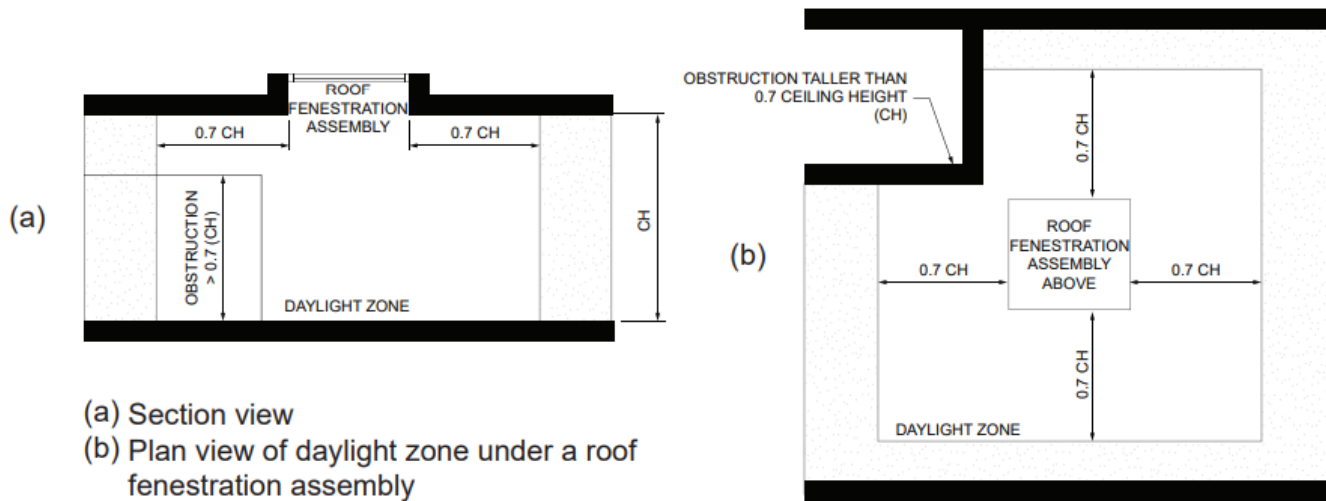 (a)
ROOF
FENESTRATION
ASSEMBLY
0.7 CH
0.7 CH
OBSTRUCTION
> 0.7 (CH)
CH
DAYLIGHT ZONE
(a) Section view
(b) Plan view of daylight zone under a roof
fenestration assembly
(b)
OBSTRUCTION TALLER THAN
0.7 CEILING HEIGHT
(CH)
0.7 CH
ROOF
FENESTRATION
ASSEMBLY
ABOVE
0.7 CH
0.7 CH
0.7 CH
DAYLIGHT ZONE